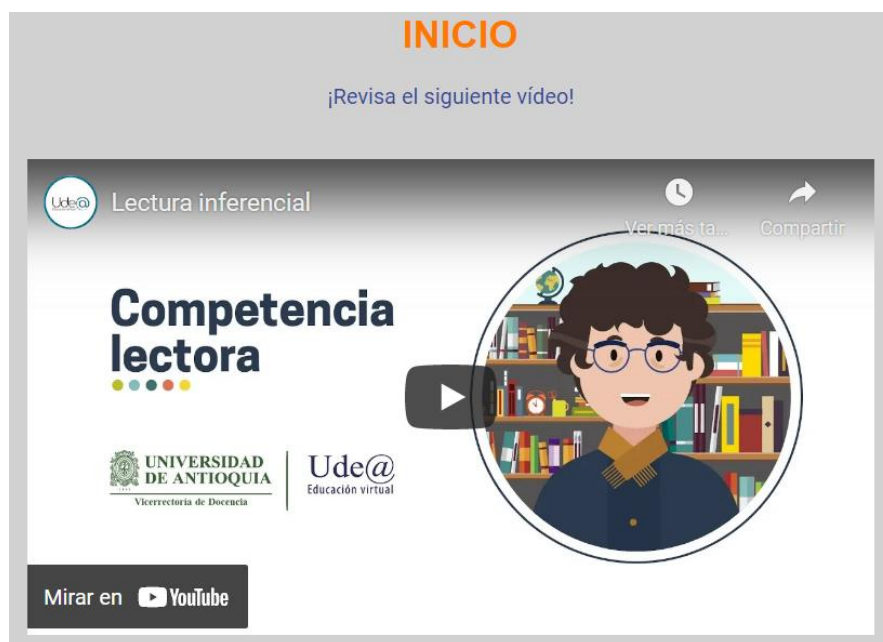 INICIO
¡Revisa el siguiente vídeo!
Ude@
Lectura inferencial
Ver más ta...
Compartir
Competencia
lectora
UNIVERSIDAD
DE ANTIOQUIA
Vicerrectoría de Docencia
Ude@
Educación virtual
Mirar en YouTube